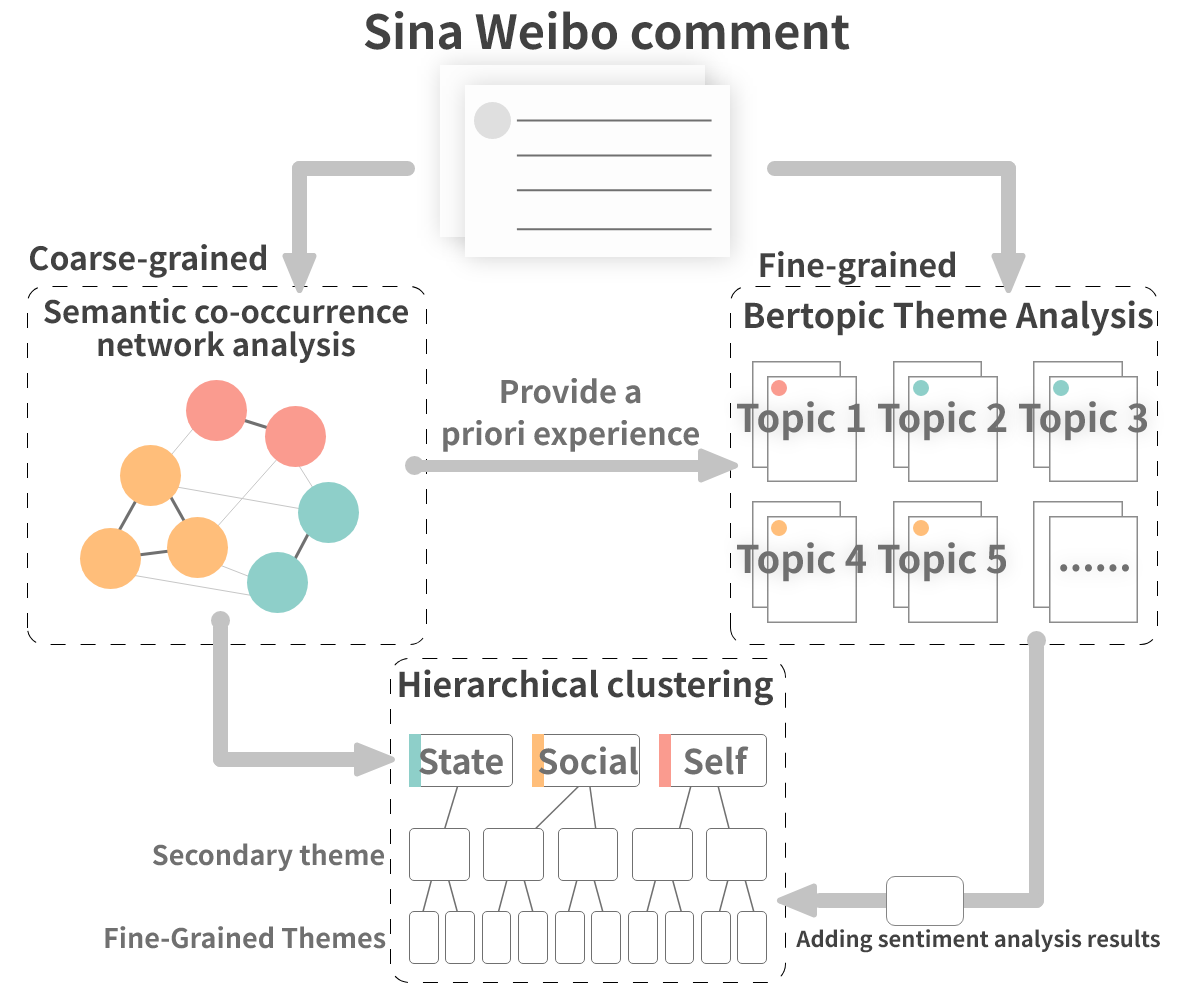 Sina Weibo comment
Coarse-grained
Fine-grained
Semantic co-occurrence
network analysis
Bertopic Theme Analysis
Provide a
priori experience
Topic 1
Topic 2
Topic 3
Topic 4
Topic 5
......
Hierarchical clustering
State
Social
Self
Secondary theme
Fine-Grained Themes
Adding sentiment analysis results